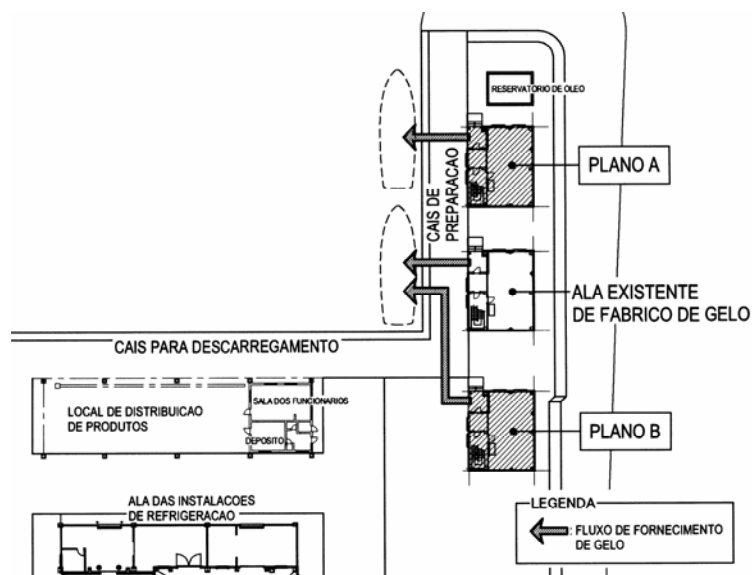 RESERVATORIO DE OLEO
PLANO A
CAIS DE
PREPARACAO
ALA EXISTENTE
DE FABRICO DE GELO
CAIS PARA DESCARREGAMENTO
SALA DOS FUNCIONARIOS
LOCAL DE DISTRIBUICAO
DE PRODUTOS
DEPOSITO
PLANO B
ALA DAS INSTALACOES
DE REFRIGERACAO
LEGENDA
: FLUXO DE FORNECIMENTO
DE GELO